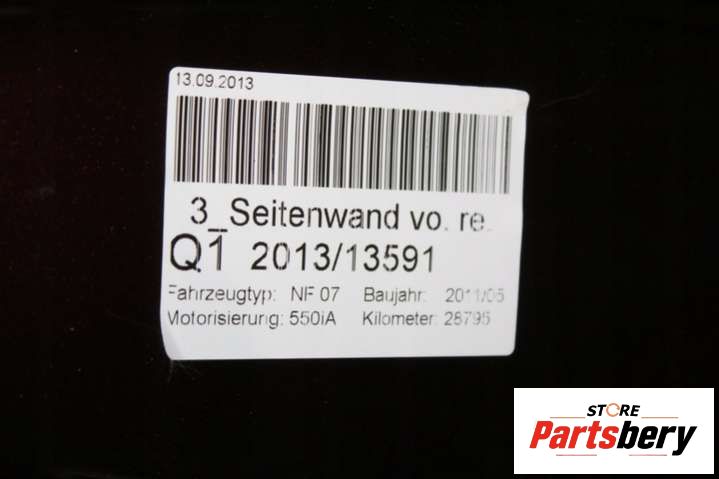 13.09.2013
3_Seitenwand vo. re.
Q1 2013/13591
Fahrzeugtyp: NF 07 Baujahr: 2011/05
Motorisierung: 550iA Kilometer: 28795
STORE
Partsbery